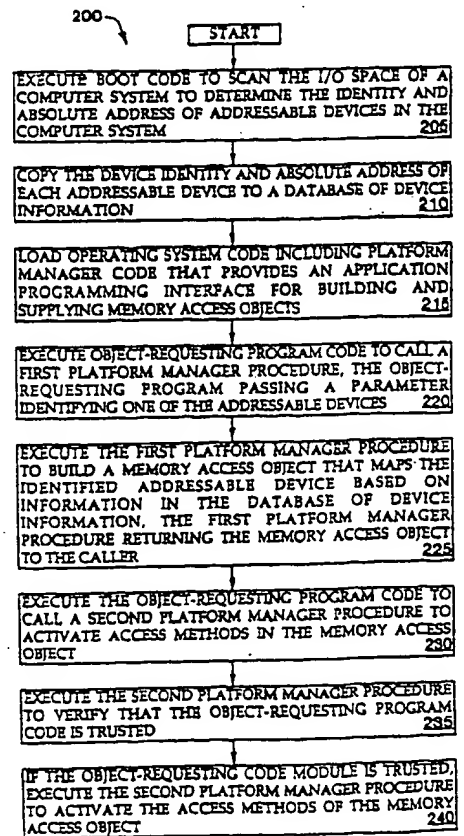 200
START
EXECUTE BOOT CODE TO SCAN THE I/O SPACE OF A
COMPUTER SYSTEM TO DETERMINE THE IDENTITY AND
ABSOLUTE ADDRESS OF ADDRESSABLE DEVICES IN THE
COMPUTER SYSTEM 205
COPY THE DEVICE IDENTITY AND ABSOLUTE ADDRESS OF
EACH ADDRESSABLE DEVICE TO A DATABASE OF DEVICE
INFORMATION 210
LOAD OPERATING SYSTEM CODE INCLUDING PLATFORM
MANAGER CODE THAT PROVIDES AN APPLICATION
PROGRAMMING INTERFACE FOR BUILDING AND
SUPPLYING MEMORY ACCESS OBJECTS 215
EXECUTE OBJECT-REQUESTING PROGRAM CODE TO CALL A
FIRST PLATFORM MANAGER PROCEDURE, THE OBJECT-
REQUESTING PROGRAM PASSING A PARAMETER
IDENTIFYING ONE OF THE ADDRESSABLE DEVICES 220
EXECUTE THE FIRST PLATFORM MANAGER PROCEDURE
TO BUILD A MEMORY ACCESS OBJECT THAT MAPS THE
IDENTIFIED ADDRESSABLE DEVICE BASED ON
INFORMATION IN THE DATABASE OF DEVICE
INFORMATION, THE FIRST PLATFORM MANAGER
PROCEDURE RETURNING THE MEMORY ACCESS OBJECT
TO THE CALLER 225
EXECUTE THE OBJECT-REQUESTING PROGRAM CODE TO
CALL A SECOND PLATFORM MANAGER PROCEDURE TO
ACTIVATE ACCESS METHODS IN THE MEMORY ACCESS
OBJECT 230
EXECUTE THE SECOND PLATFORM MANAGER PROCEDURE
TO VERIFY THAT THE OBJECT-REQUESTING PROGRAM
CODE IS TRUSTED 235
IF THE OBJECT-REQUESTING CODE MODULE IS TRUSTED,
EXECUTE THE SECOND PLATFORM MANAGER PROCEDURE
TO ACTIVATE THE ACCESS METHODS OF THE MEMORY
ACCESS OBJECT 240